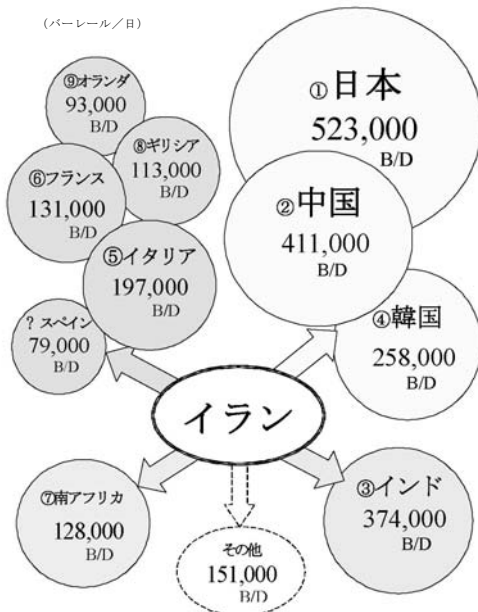 (バーレール/日)
①日本
523,000
B/D
②中国
411,000
B/D
④韓国
258,000
B/D
⑨オランダ
93,000
B/D
⑧ギリシア
113,000
B/D
⑥フランス
131,000
B/D
⑤イタリア
197,000
B/D
?スペイン
79,000
B/D
イラン
⑦南アフリカ
128,000
B/D
その他
151,000
B/D
③インド
374,000
B/D